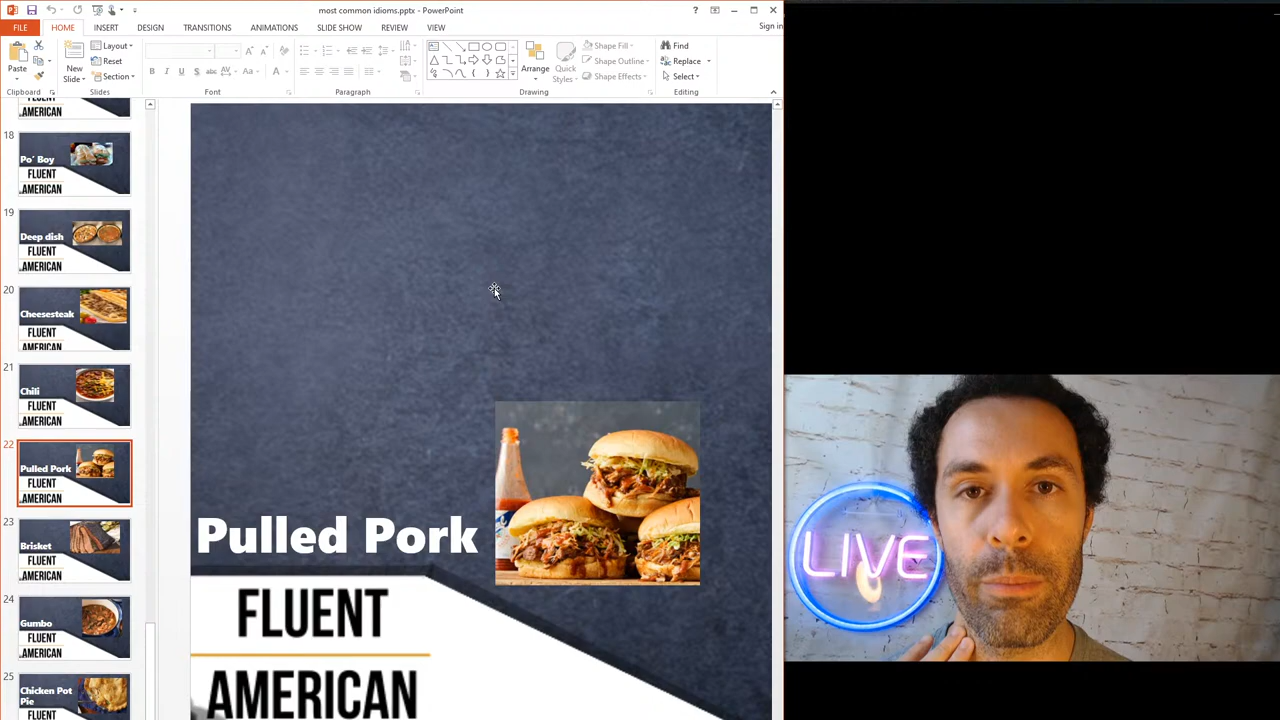 most common idioms.pptx - PowerPoint
?
Sign in
FILE
HOME
INSERT
DESIGN
TRANSITIONS
ANIMATIONS
SLIDE SHOW
REVIEW
VIEW
Paste
Clipboard
New
Slide
Layout
Reset
Section
Slides
B I U S abc AV Aa A
Font
Paragraph
Arrange
Quick
Styles
Shape Fill
Shape Outline
Shape Effects
Drawing
Find
Replace
Select
Editing
AMERICAN
18
Po' Boy
FLUENT
AMERICAN
19
Deep dish
FLUENT
AMERICAN
20
Cheesesteak
FLUENT
AMERICAN
21
Chili
FLUENT
AMERICAN
22
Pulled Pork
FLUENT
AMERICAN
23
Brisket
FLUENT
AMERICAN
24
Gumbo
FLUENT
AMERICAN
25
Chicken Pot
Pie
FLUENT
Pulled Pork
FLUENT
AMERICAN
LIVE